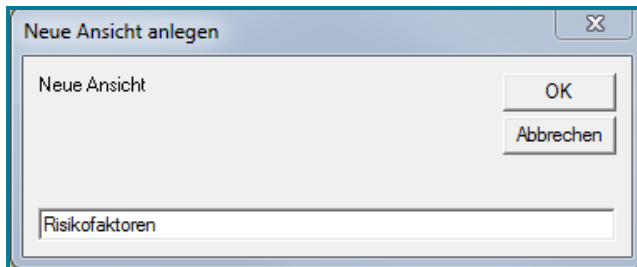 Neue Ansicht anlegen
Neue Ansicht
OK
Abbrechen
Risikofaktoren